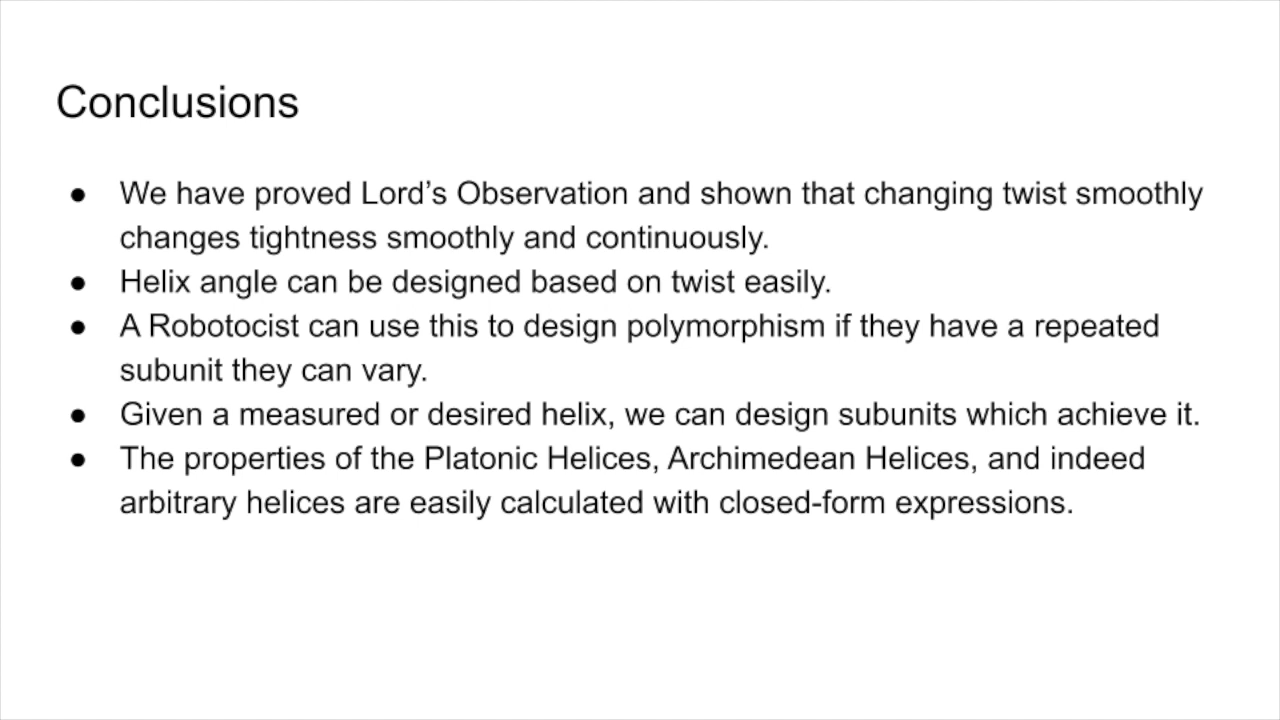 Conclusions
● We have proved Lord’s Observation and shown that changing twist smoothly
changes tightness smoothly and continuously.
● Helix angle can be designed based on twist easily.
● A Robotocist can use this to design polymorphism if they have a repeated
subunit they can vary.
● Given a measured or desired helix, we can design subunits which achieve it.
● The properties of the Platonic Helices, Archimedean Helices, and indeed
arbitrary helices are easily calculated with closed-form expressions.